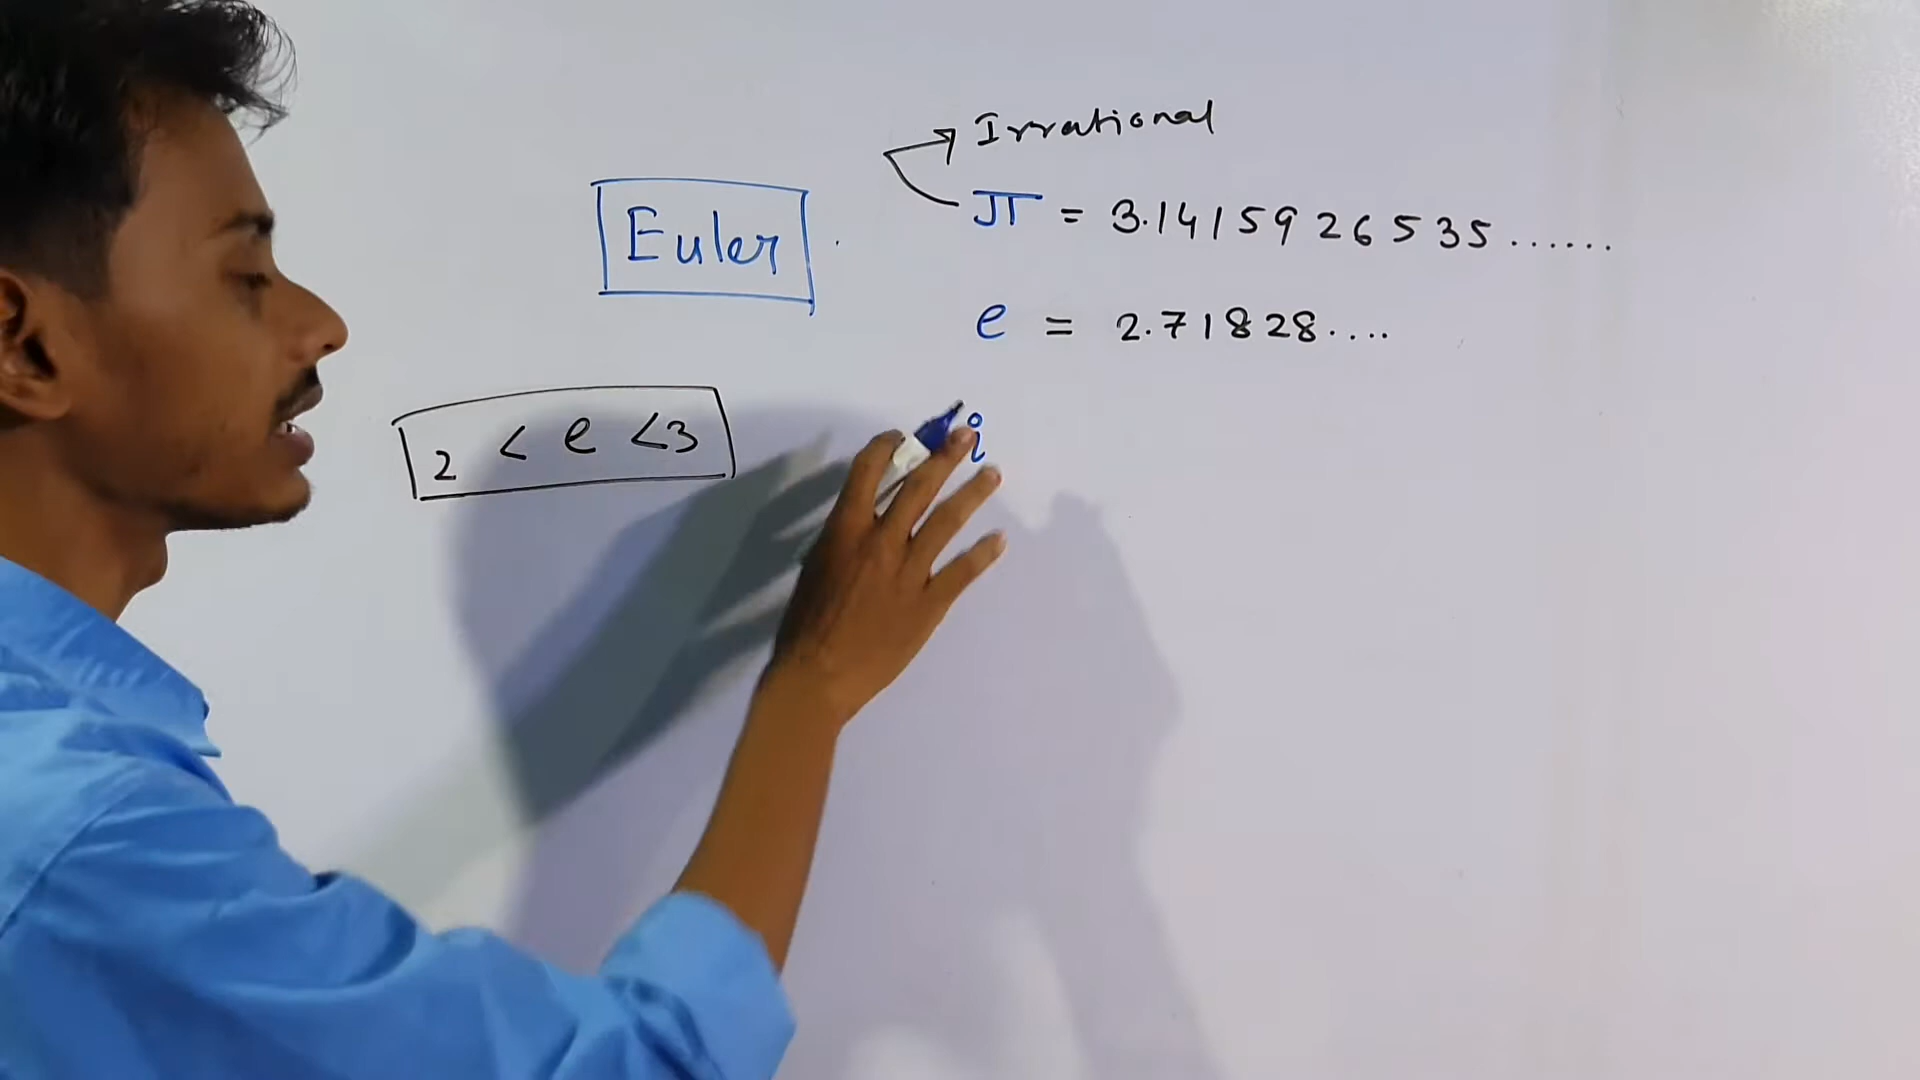 Irrational
Euler
π = 3.1415926535......
e = 2.71828....
2 < e < 3
i